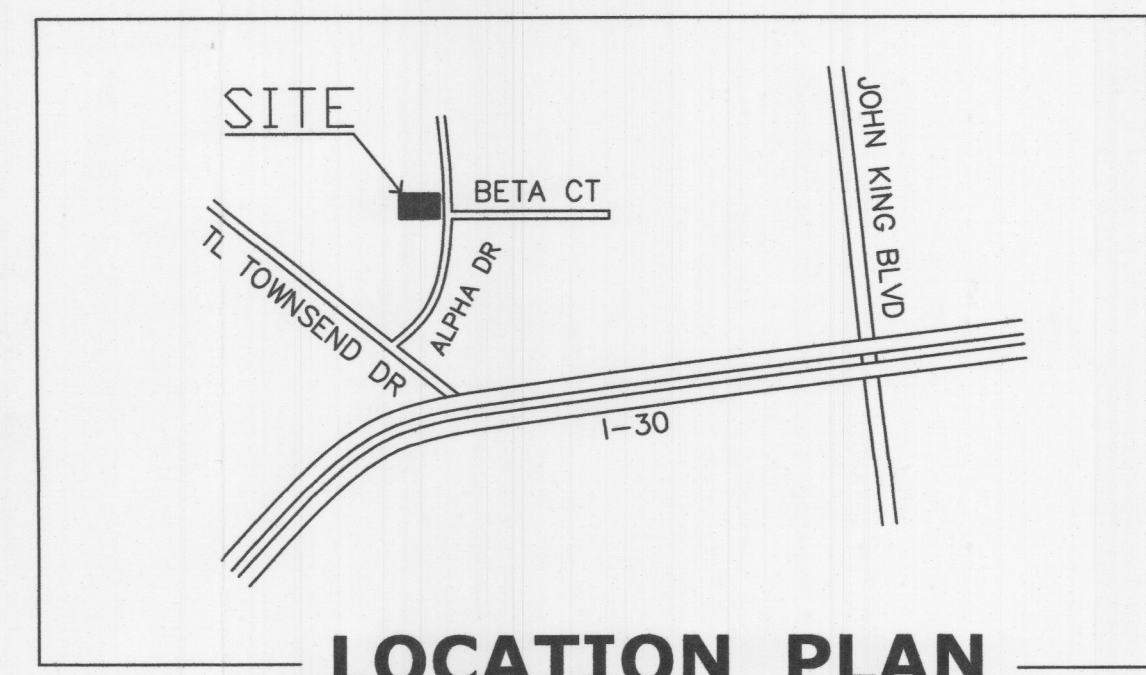 SITE
BETA CT
JOHN KING BLVD
TL TOWNSEND DR
ALPHA DR
I-30
LOCATION PLAN